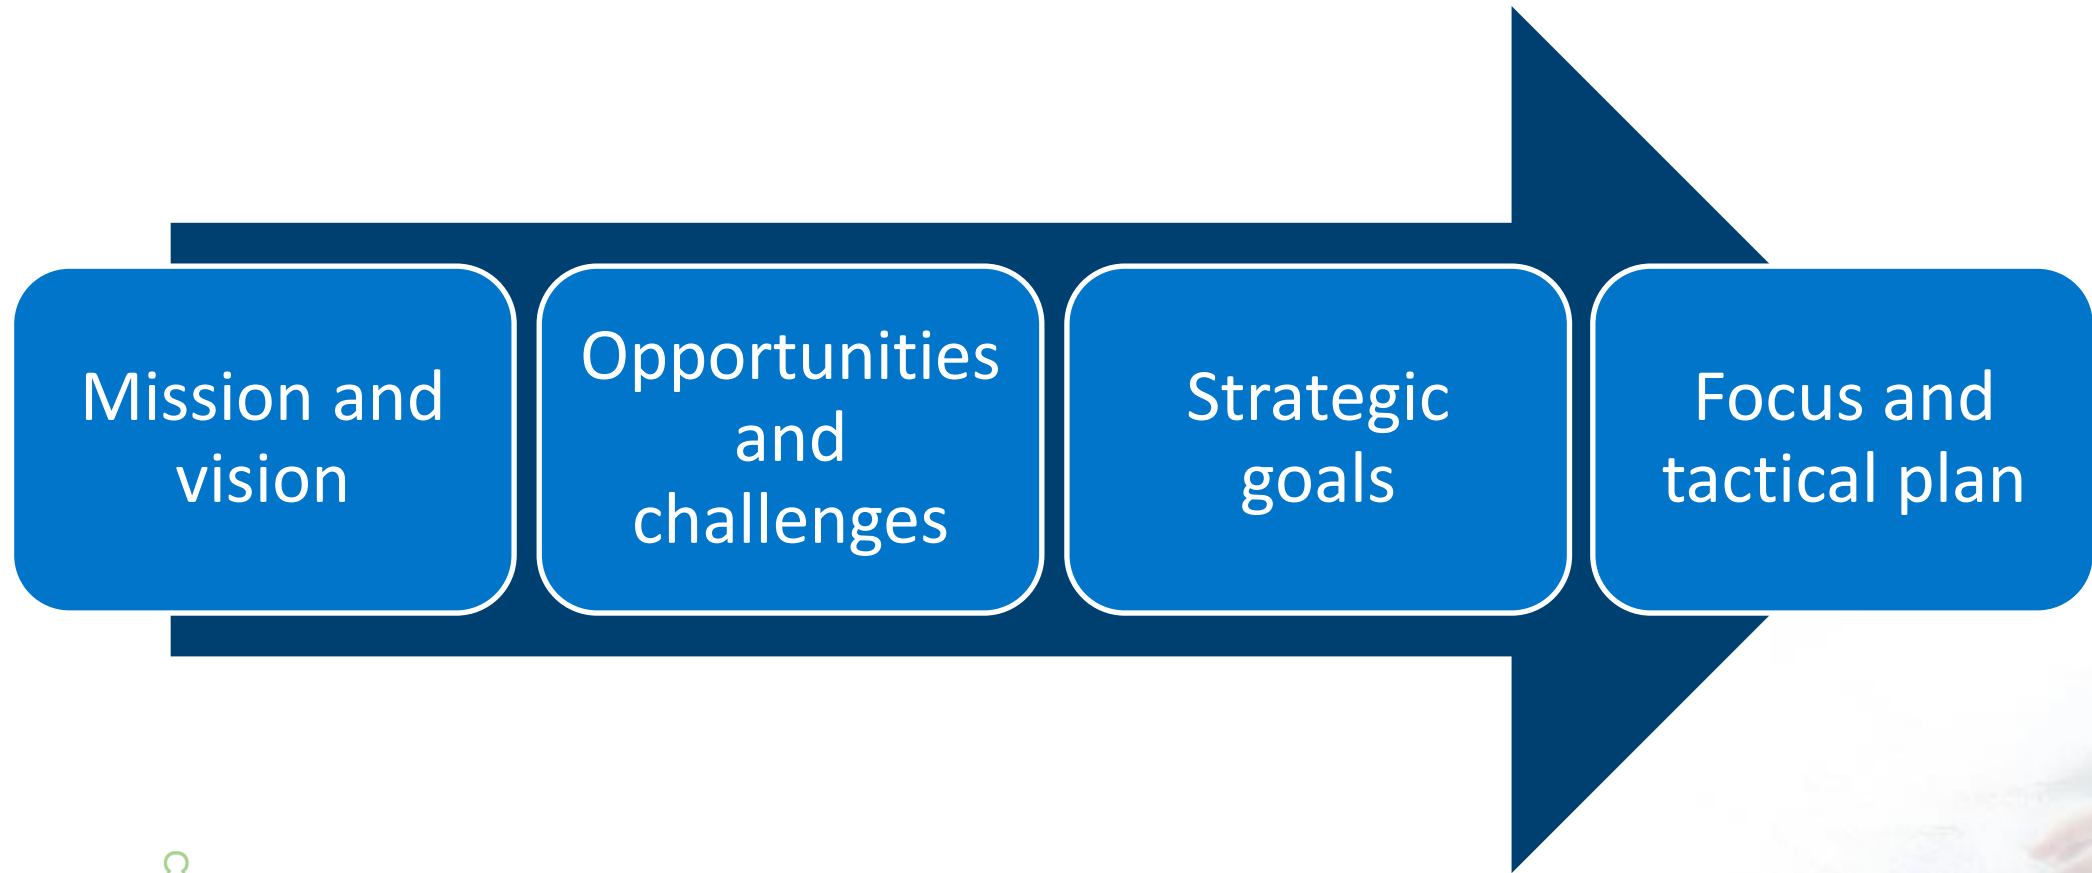 Mission and
vision
Opportunities
and
challenges
Strategic
goals
Focus and
tactical plan